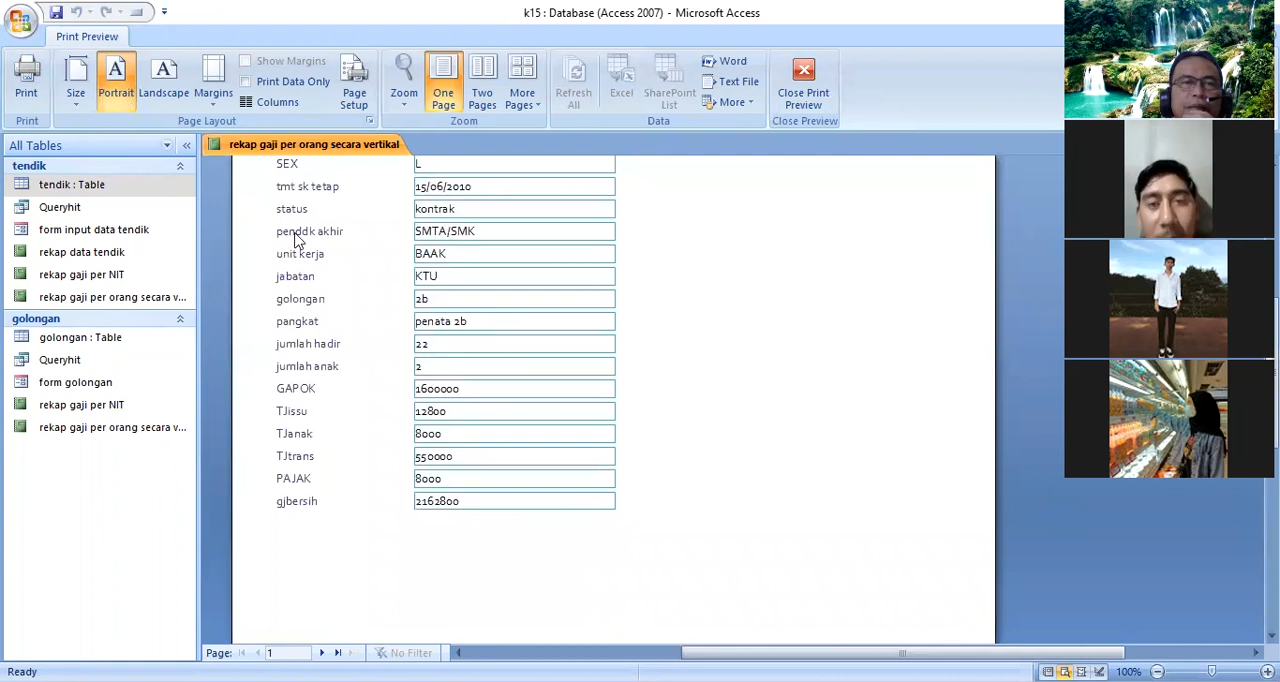 k15 : Database (Access 2007) - Microsoft Access
Print Preview
Print
Size
Portrait
Landscape
Margins
Show Margins
Print Data Only
Columns
Page Setup
Zoom
One Page
Two Pages
More Pages
Refresh All
Excel
SharePoint List
Word
Text File
More
Close Print Preview
Print
Page Layout
Zoom
Data
Close Preview
All Tables
tendik
tendik : Table
Queryhit
form input data tendik
rekap data tendik
rekap gaji per NIT
rekap gaji per orang secara v...
golongan
golongan : Table
Queryhit
form golongan
rekap gaji per NIT
rekap gaji per orang secara v...
rekap gaji per orang secara vertikal
SEX L
tmt sk tetap 15/06/2010
status kontrak
penddk akhir SMTA/SMK
unit kerja BAAK
jabatan KTU
golongan 2b
pangkat penata 2b
jumlah hadir 22
jumlah anak 2
GAPOK 1600000
TJissu 12800
TJanak 8000
TJtrans 550000
PAJAK 8000
gjbersih 2162800
Page: 1 No Filter
Ready 100%